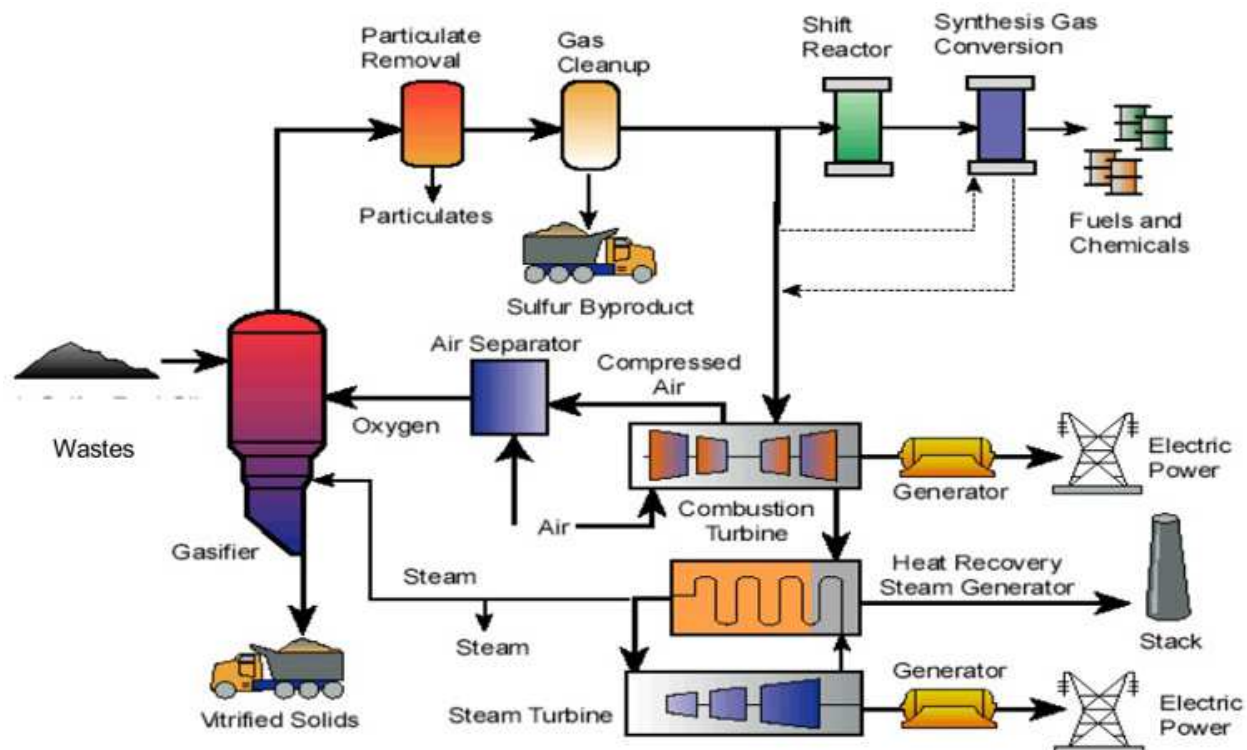 Particulate
Removal
Gas
Cleanup
Shift
Reactor
Synthesis Gas
Conversion
Particulates
Fuels and
Chemicals
Sulfur Byproduct
Air Separator
Compressed
Air
Oxygen
Wastes
Electric
Power
Generator
Air
Combustion
Turbine
Gasifier
Heat Recovery
Steam Generator
Steam
Steam
Stack
Generator
Vitrified Solids
Steam Turbine
Electric
Power